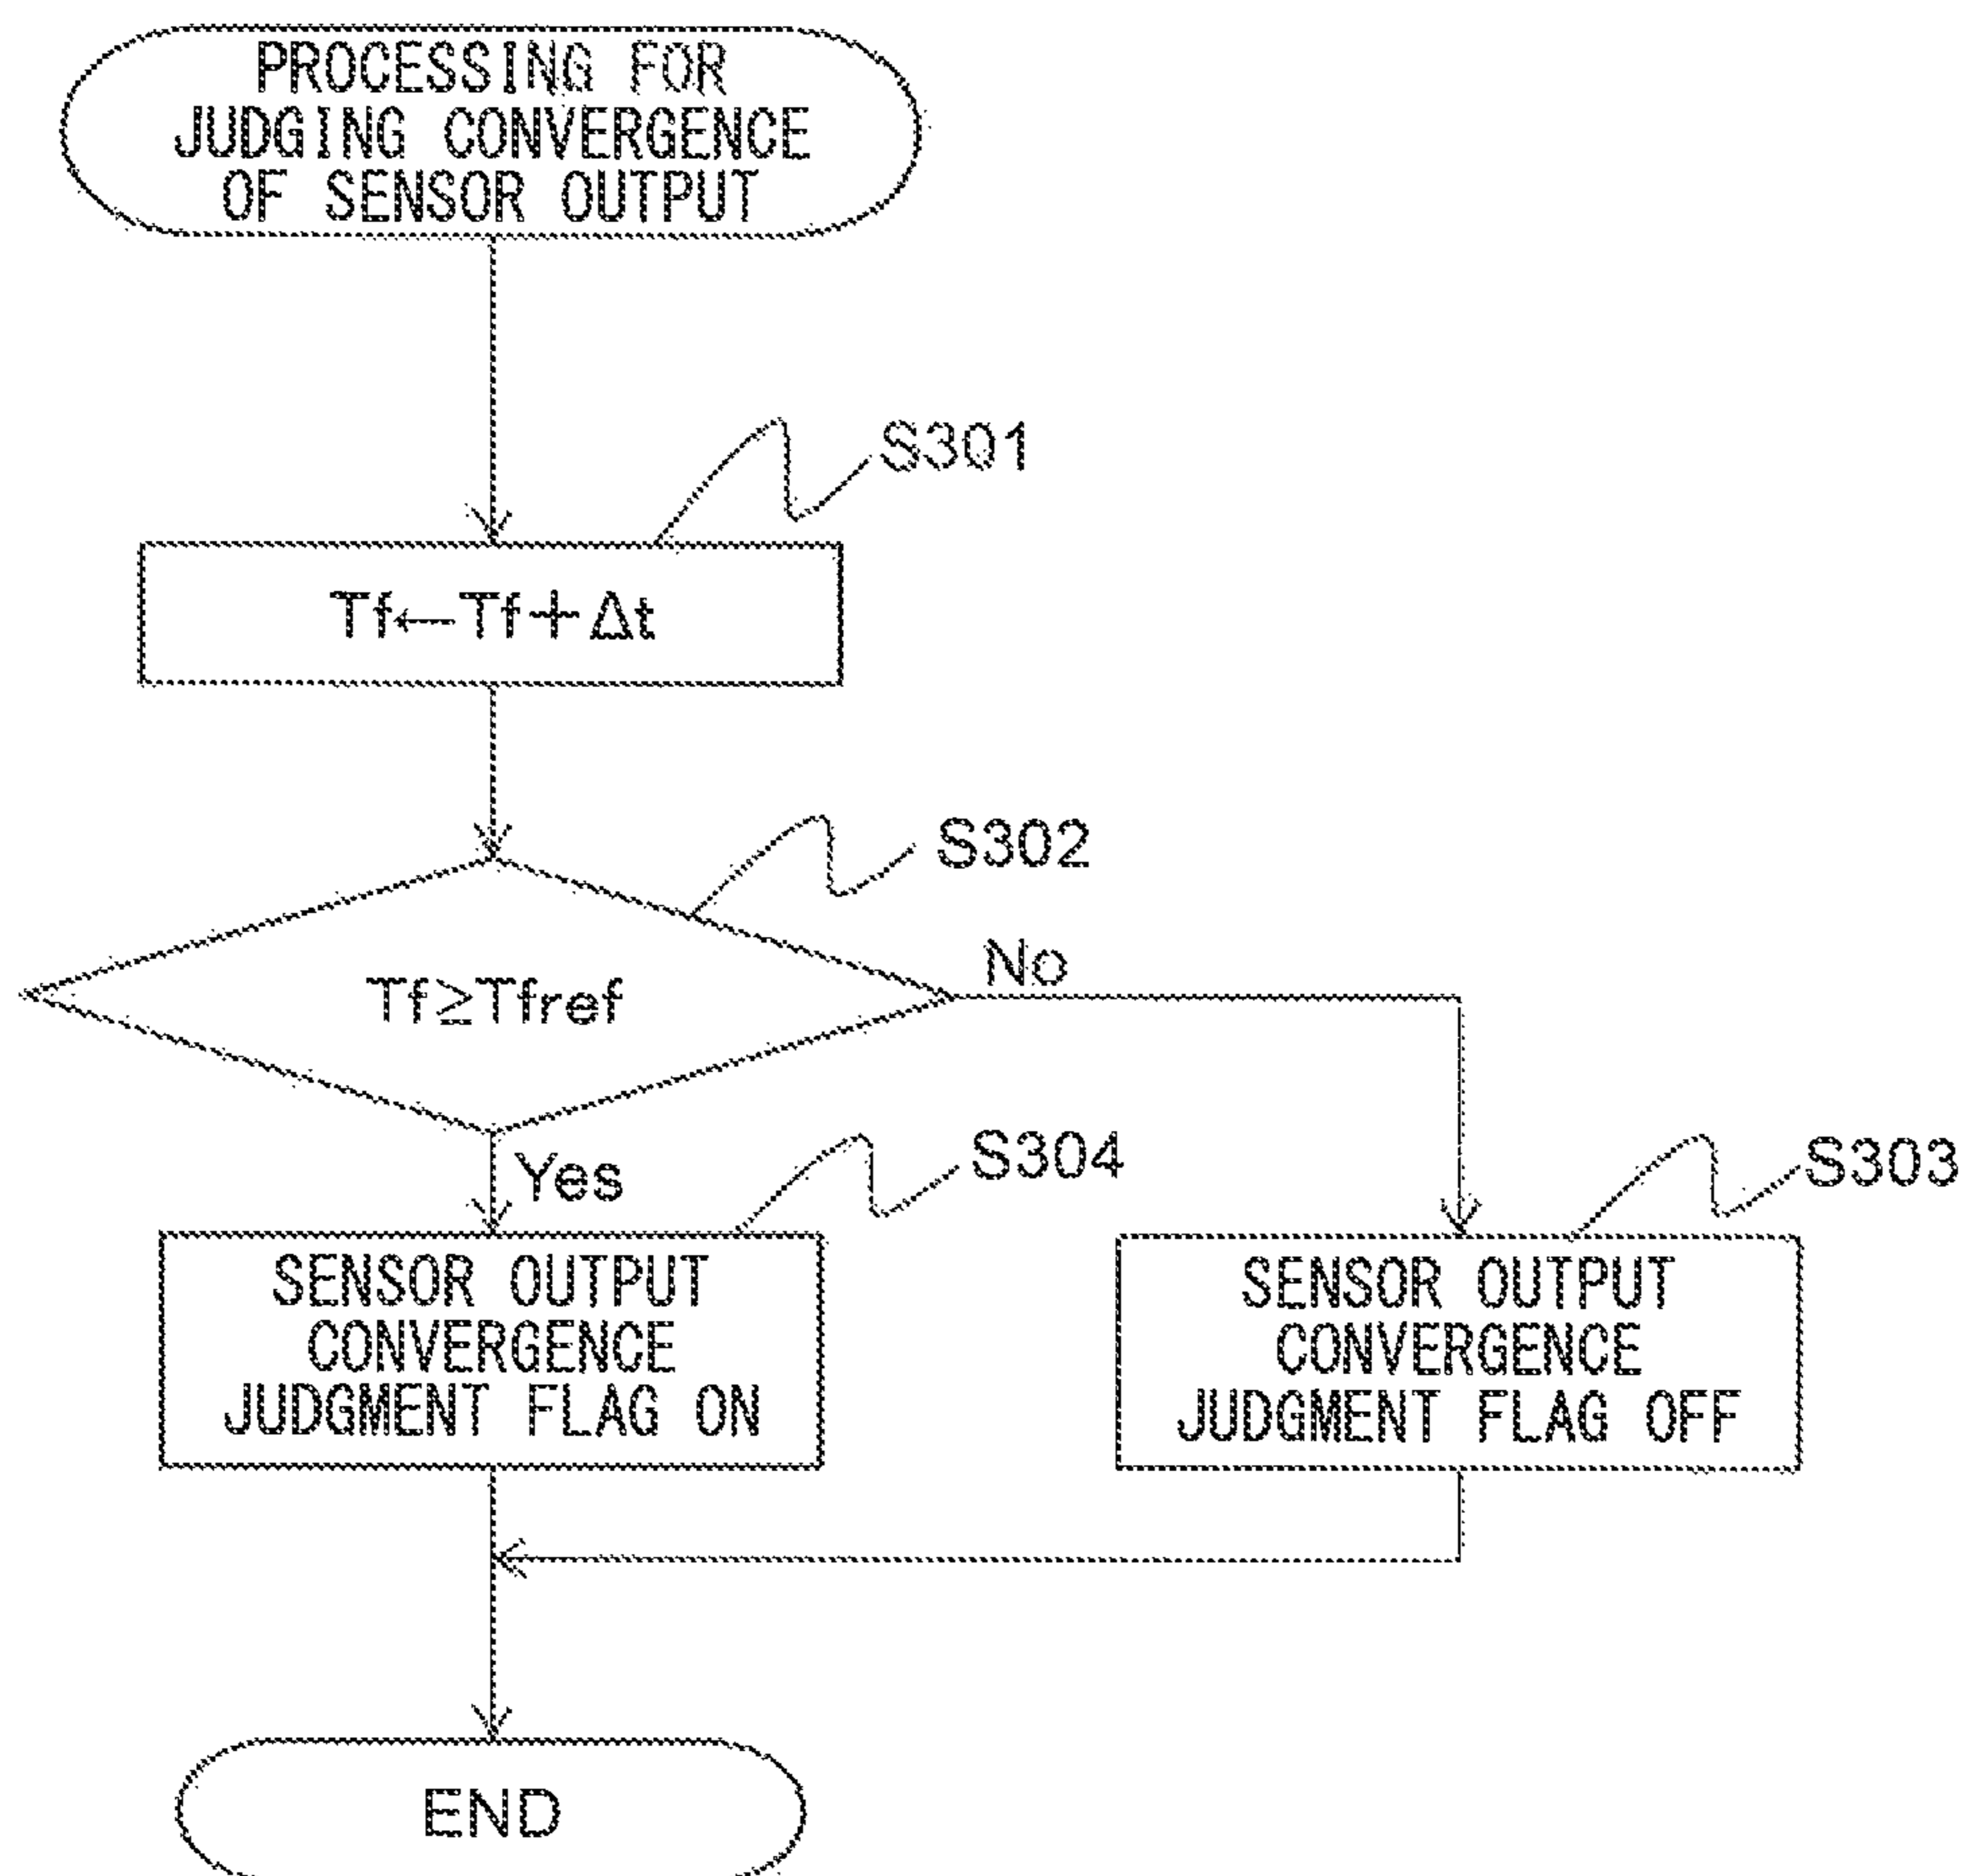 PROCESSING FOR
JUDGING CONVERGENCE
OF SENSOR OUTPUT
S301
Tf←Tf+Δt
S302
Tf≥Tfref
No
Yes
S304
S303
SENSOR OUTPUT
CONVERGENCE
JUDGMENT FLAG ON
SENSOR OUTPUT
CONVERGENCE
JUDGMENT FLAG OFF
END